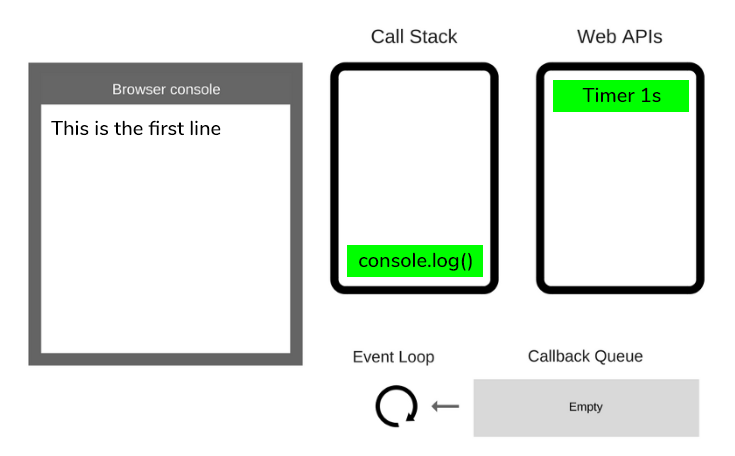 Call Stack
Web APIs
Browser console
This is the first line
Timer 1s
console.log()
Event Loop
Callback Queue
Empty